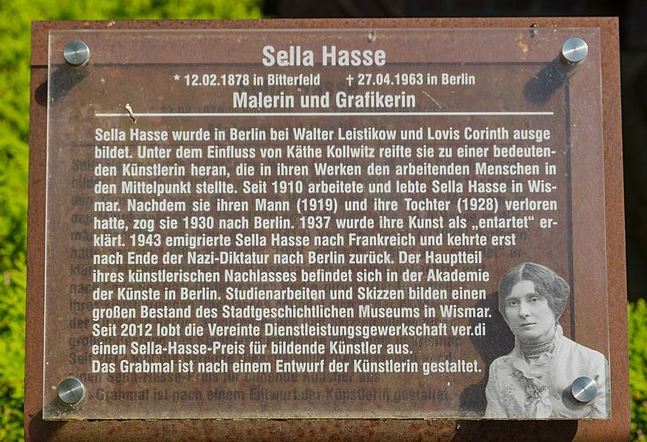 Sella Hasse
* 12.02.1878 in Bitterfeld † 27.04.1963 in Berlin
Malerin und Grafikerin
Sella Hasse wurde in Berlin bei Walter Leistikow und Lovis Corinth ausge
bildet. Unter dem Einfluss von Käthe Kollwitz reifte sie zu einer bedeuten-
den Künstlerin heran, die in ihren Werken den arbeitenden Menschen in
den Mittelpunkt stellte. Seit 1910 arbeitete und lebte Sella Hasse in Wis-
mar. Nachdem sie ihren Mann (1919) und ihre Tochter (1928) verloren
hatte, zog sie 1930 nach Berlin. 1937 wurde ihre Kunst als „entartet“ er-
klärt. 1943 emigrierte Sella Hasse nach Frankreich und kehrte erst
nach Ende der Nazi-Diktatur nach Berlin zurück. Der Hauptteil
ihres künstlerischen Nachlasses befindet sich in der Akademie
der Künste in Berlin. Studienarbeiten und Skizzen bilden einen
großen Bestand des Stadtgeschichtlichen Museums in Wismar.
Seit 2012 lobt die Vereinte Dienstleistungsgewerkschaft ver.di
einen Sella-Hasse-Preis für bildende Künstler aus.
Das Grabmal ist nach einem Entwurf der Künstlerin gestaltet.